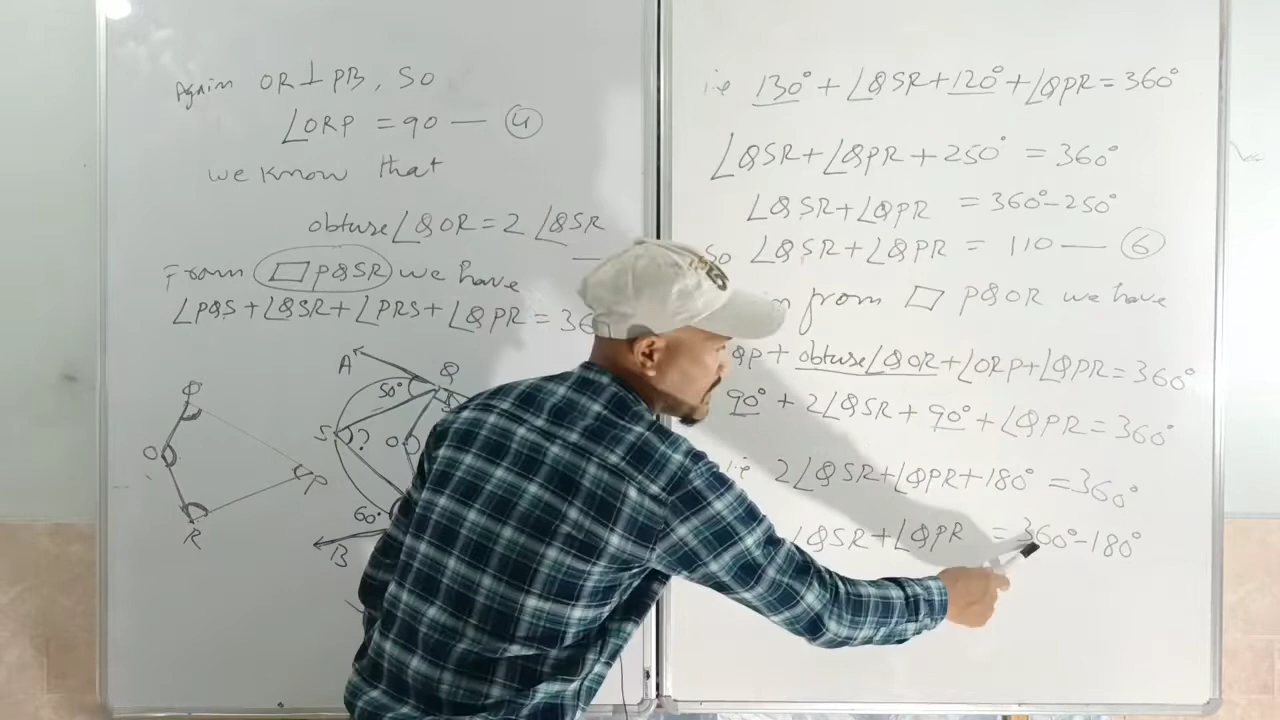 Again OR⊥PB, SO
∠ORP = 90 — ④
we know that
obtuse∠QOR = 2 ∠QSR
From □PQSR we have
∠PQS + ∠QSR + ∠PRS + ∠QPR = 36
A
Q
50°
S
?
O
60°
B
Q
O
P
R
i.e 130° + ∠QSR + 120° + ∠QPR = 360°
∠QSR + ∠QPR + 250° = 360°
∠QSR + ∠QPR = 360° - 250°
So ∠QSR + ∠QPR = 110 — ⑥
from □ PQOR we have
QP + obtuse∠QOR + ∠ORP + ∠QPR = 360°
90° + 2∠QSR + 90° + ∠QPR = 360°
i.e 2∠QSR + ∠QPR + 180° = 360°
∠QSR + ∠QPR = 360° - 180°